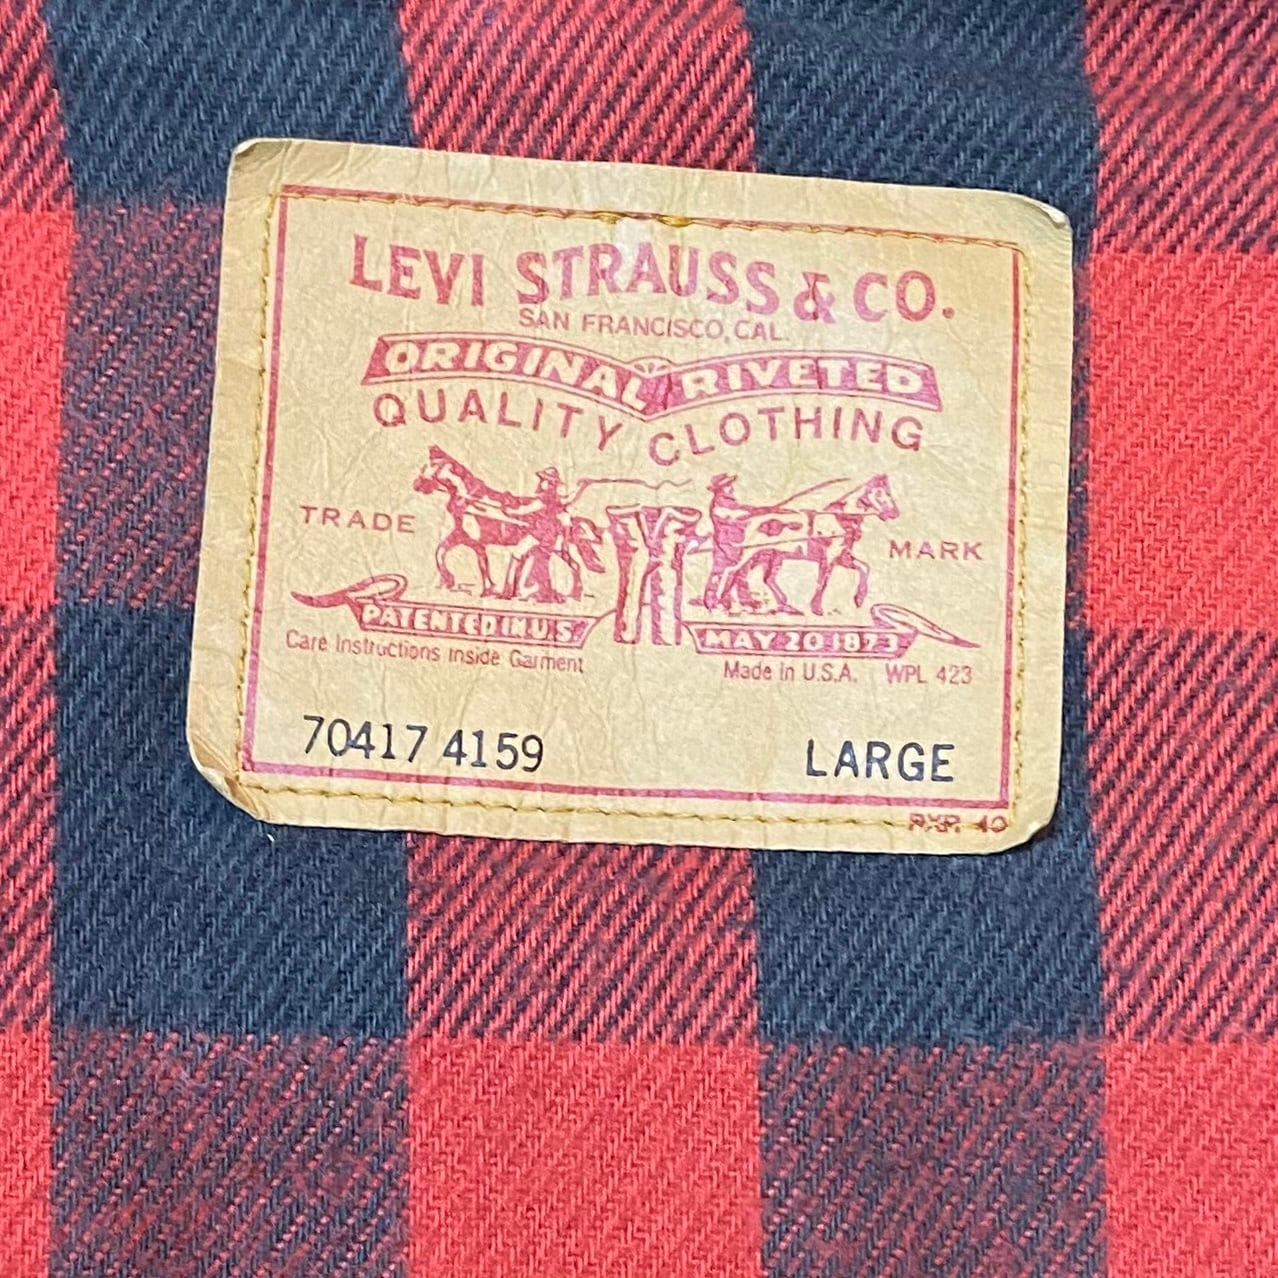 LEVI STRAUSS & CO.
SAN FRANCISCO, CAL.
ORIGINAL RIVETED
QUALITY CLOTHING
TRADE MARK
PATENTED IN U.S. MAY 20 1873
Care Instructions Inside Garment Made in U.S.A. WPL 423
70417 4159 LARGE